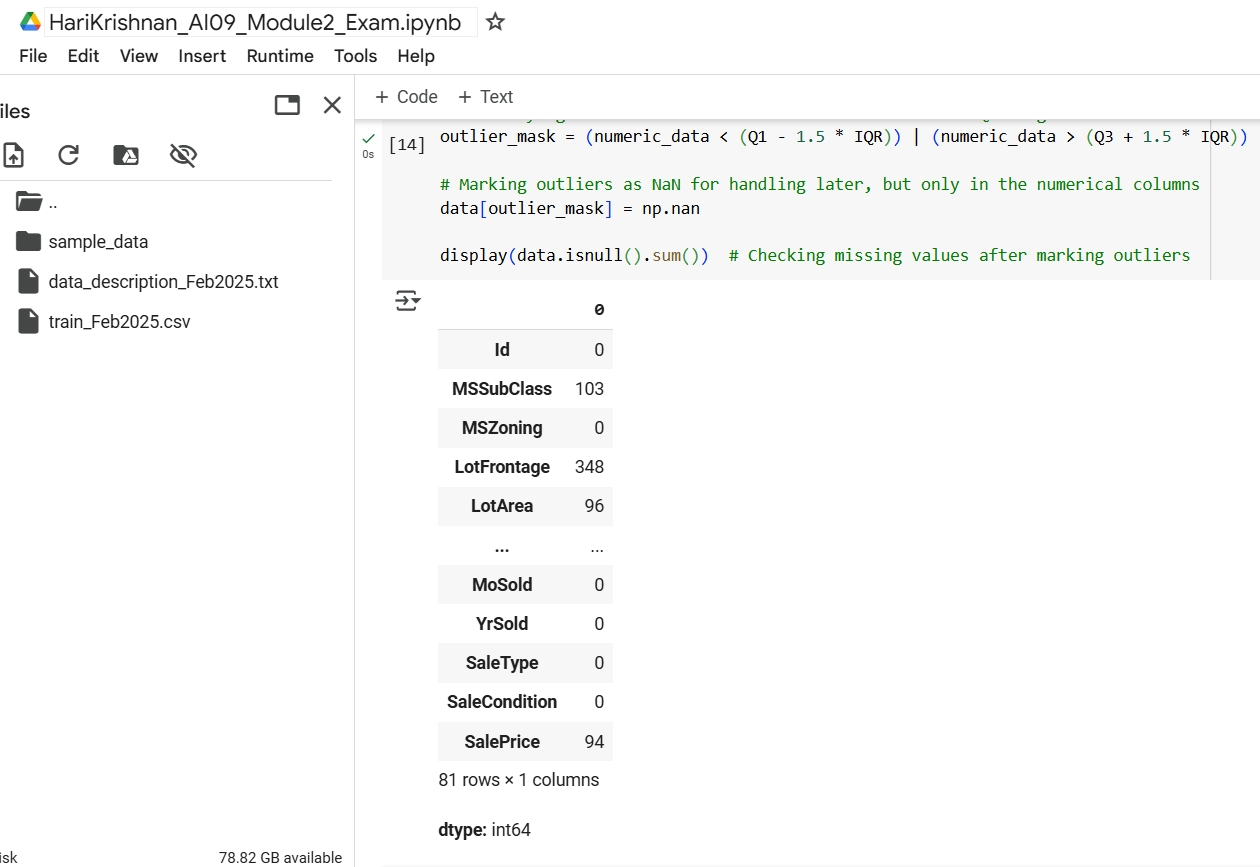 HariKrishnan_AI09_Module2_Exam.ipynb
File Edit View Insert Runtime Tools Help
iles
+ Code + Text
..
sample_data
data_description_Feb2025.txt
train_Feb2025.csv
isk 78.82 GB available
0s
[14]
outlier_mask = (numeric_data < (Q1 - 1.5 * IQR)) | (numeric_data > (Q3 + 1.5 * IQR))
# Marking outliers as NaN for handling later, but only in the numerical columns
data[outlier_mask] = np.nan
display(data.isnull().sum()) # Checking missing values after marking outliers
0
Id 0
MSSubClass 103
MSZoning 0
LotFrontage 348
LotArea 96
... ...
MoSold 0
YrSold 0
SaleType 0
SaleCondition 0
SalePrice 94
81 rows × 1 columns
dtype: int64